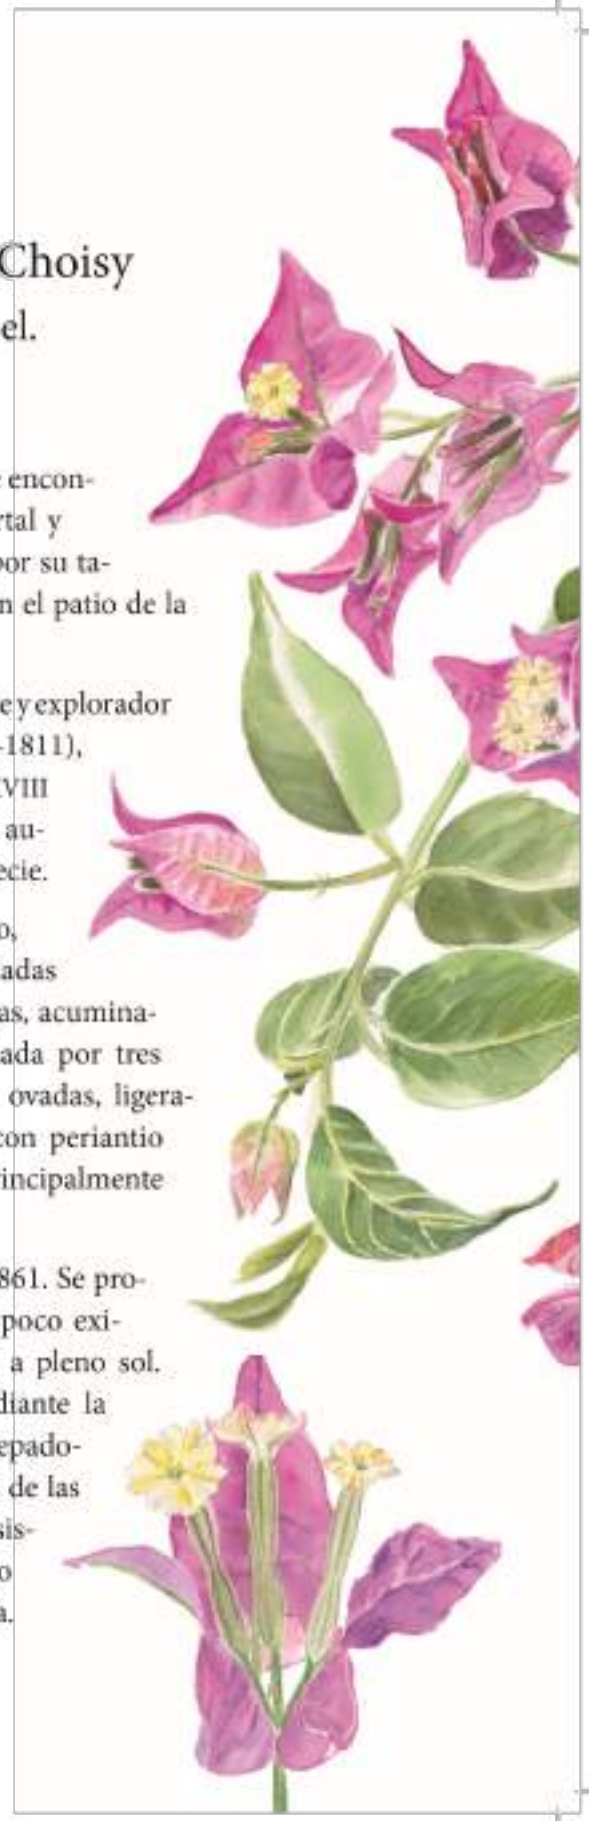 Choisy
el.
encon-
rtal y
por su ta-
n el patio de la
e y explorador
-1811),
XVIII
au-
ecie.
o,
adas
as, acumina-
ada por tres
ovadas, ligera-
con periantio
rincipalmente
861. Se pro-
poco exi-
a pleno sol.
diante la
epado-
de las
sis-
o
a.